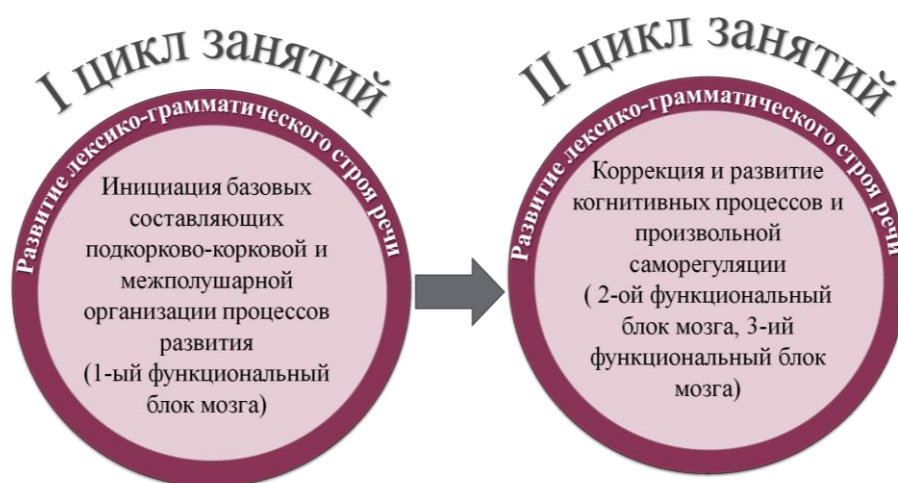 I цикл занятий
Развитие лексико-грамматического строя речи
Инициация базовых
составляющих
подкорково-корковой и
межполушарной
организации процессов
развития
(1-ый функциональный
блок мозга)
II цикл занятий
Развитие лексико-грамматического строя речи
Коррекция и развитие
когнитивных процессов и
произвольной
саморегуляции
( 2-ой функциональный
блок мозга, 3-ий
функциональный блок
мозга)